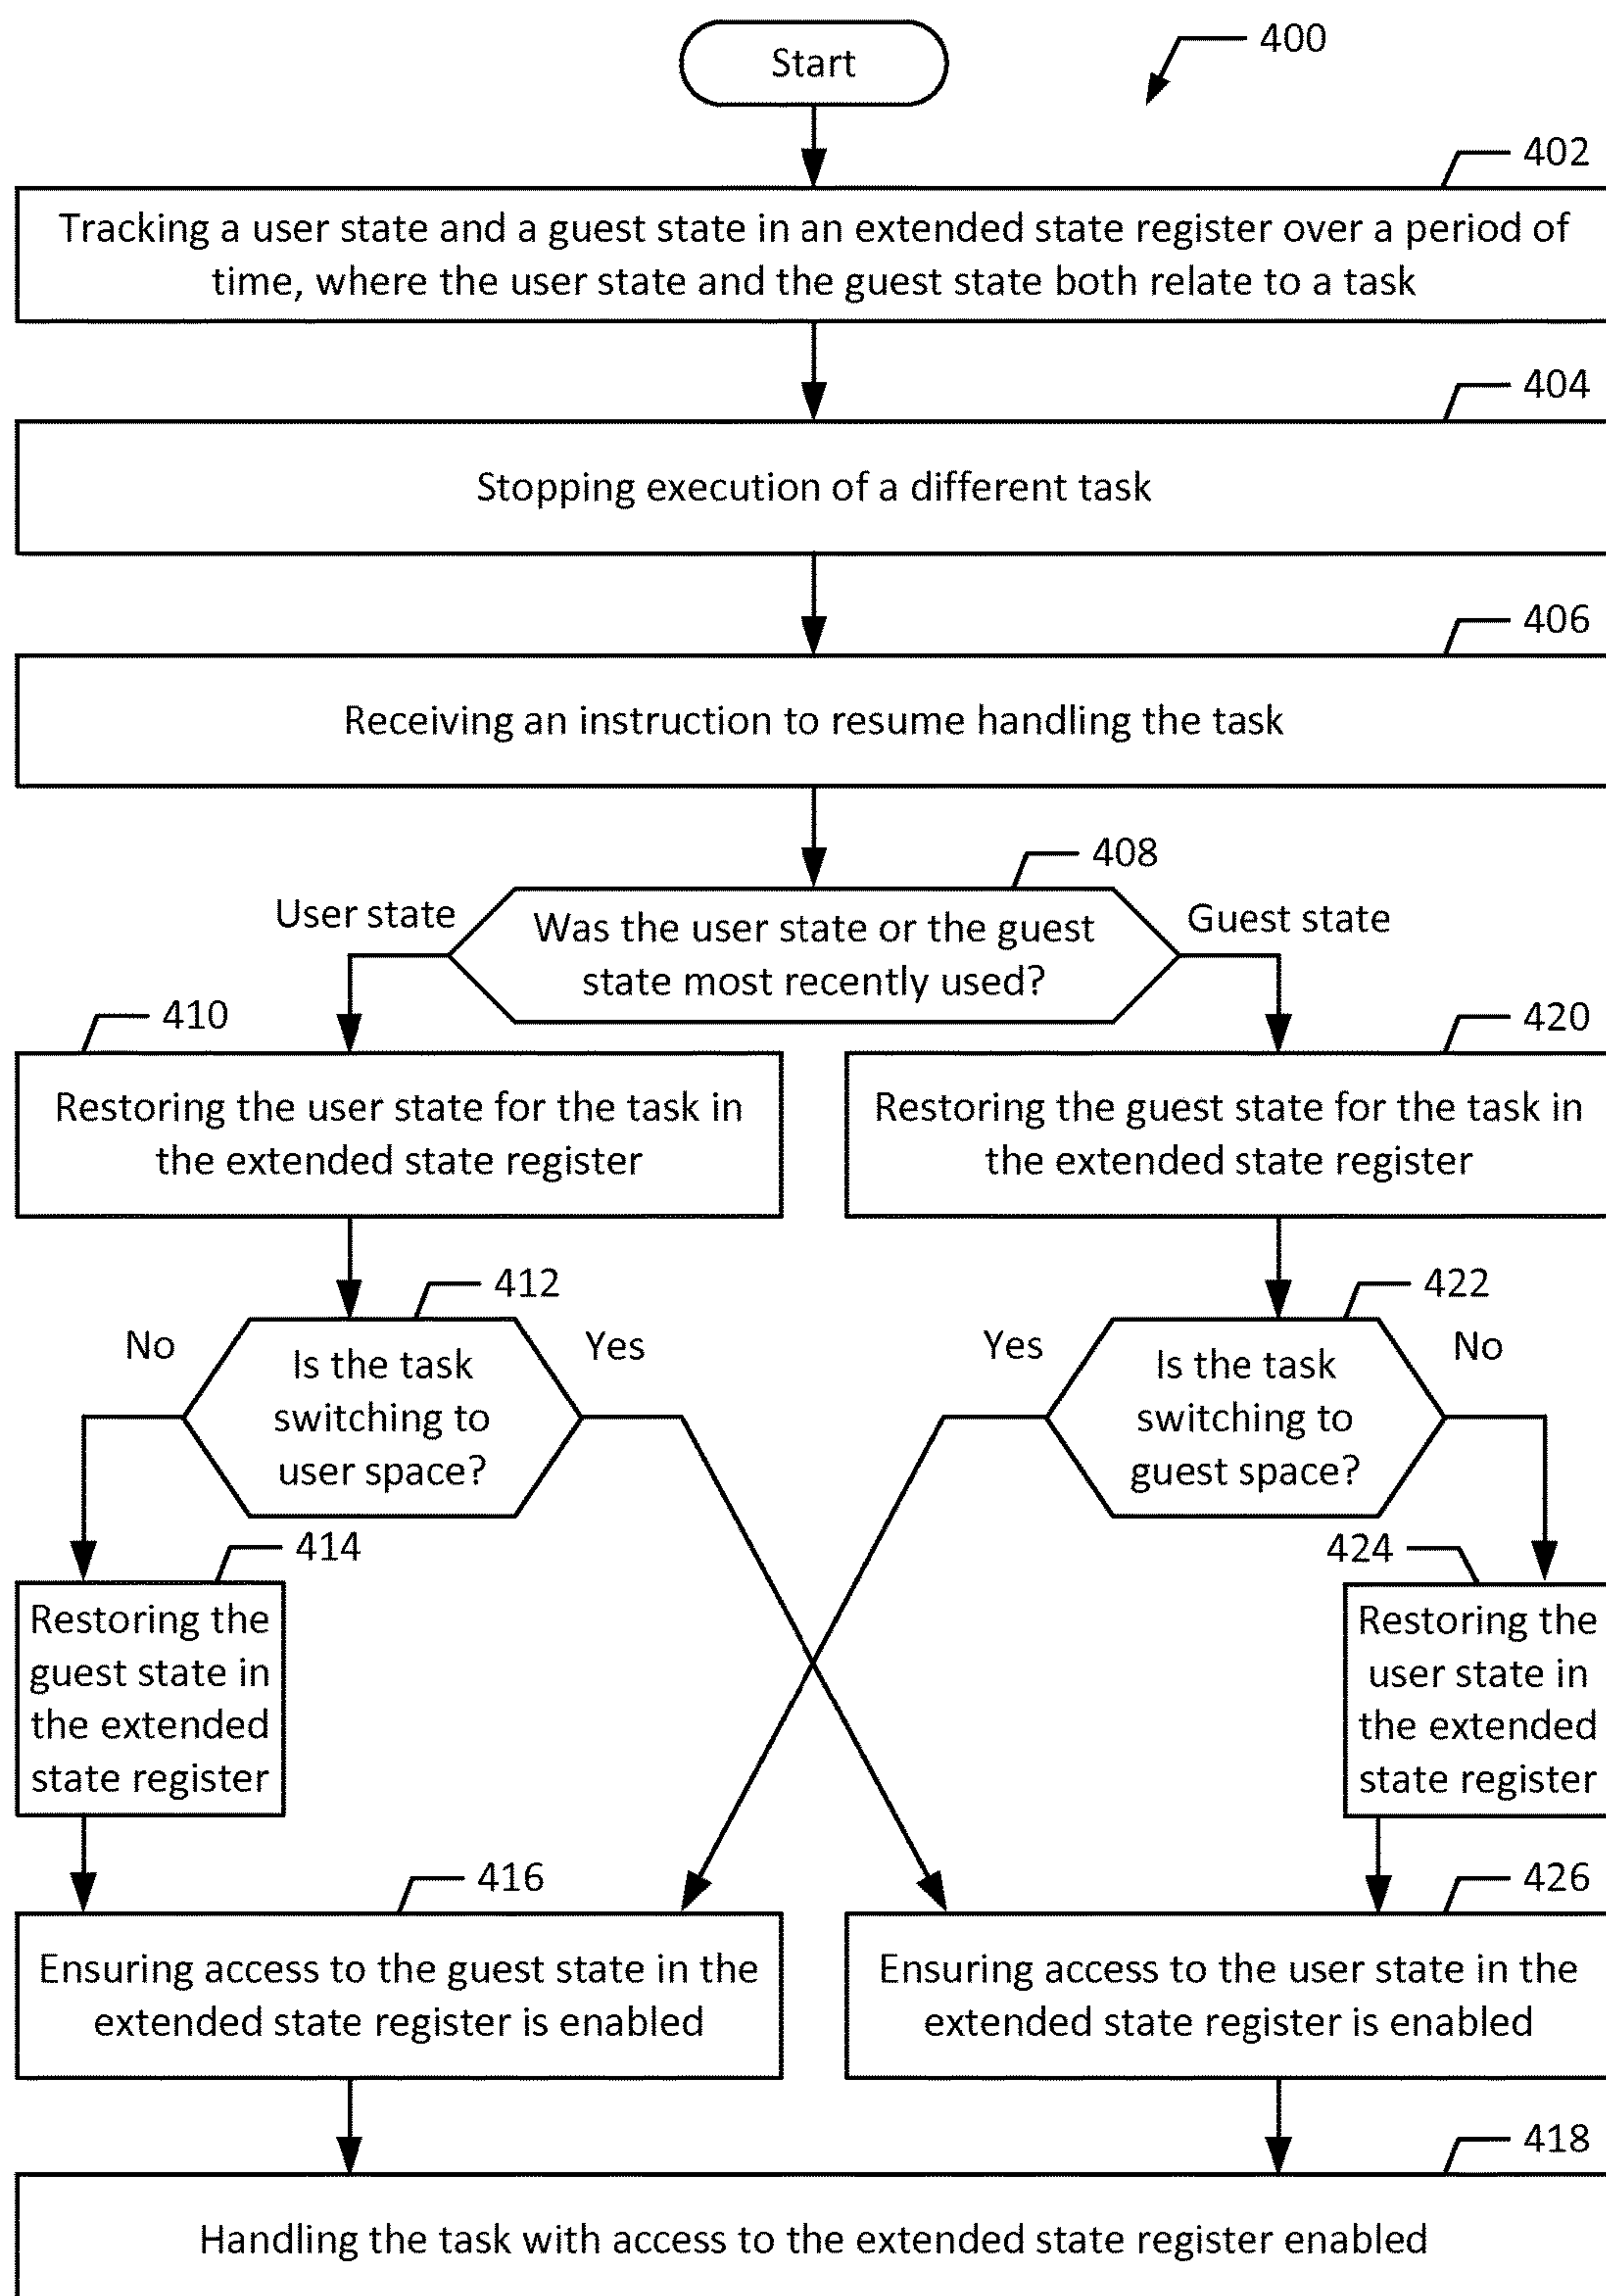 Start
400
402
Tracking a user state and a guest state in an extended state register over a period of
time, where the user state and the guest state both relate to a task
404
Stopping execution of a different task
406
Receiving an instruction to resume handling the task
408
User state
Was the user state or the guest
state most recently used?
Guest state
410
Restoring the user state for the task in
the extended state register
420
Restoring the guest state for the task in
the extended state register
412
No
Is the task
switching to
user space?
Yes
422
Yes
Is the task
switching to
guest space?
No
414
Restoring the
guest state in
the extended
state register
424
Restoring the
user state in
the extended
state register
416
Ensuring access to the guest state in the
extended state register is enabled
426
Ensuring access to the user state in the
extended state register is enabled
418
Handling the task with access to the extended state register enabled